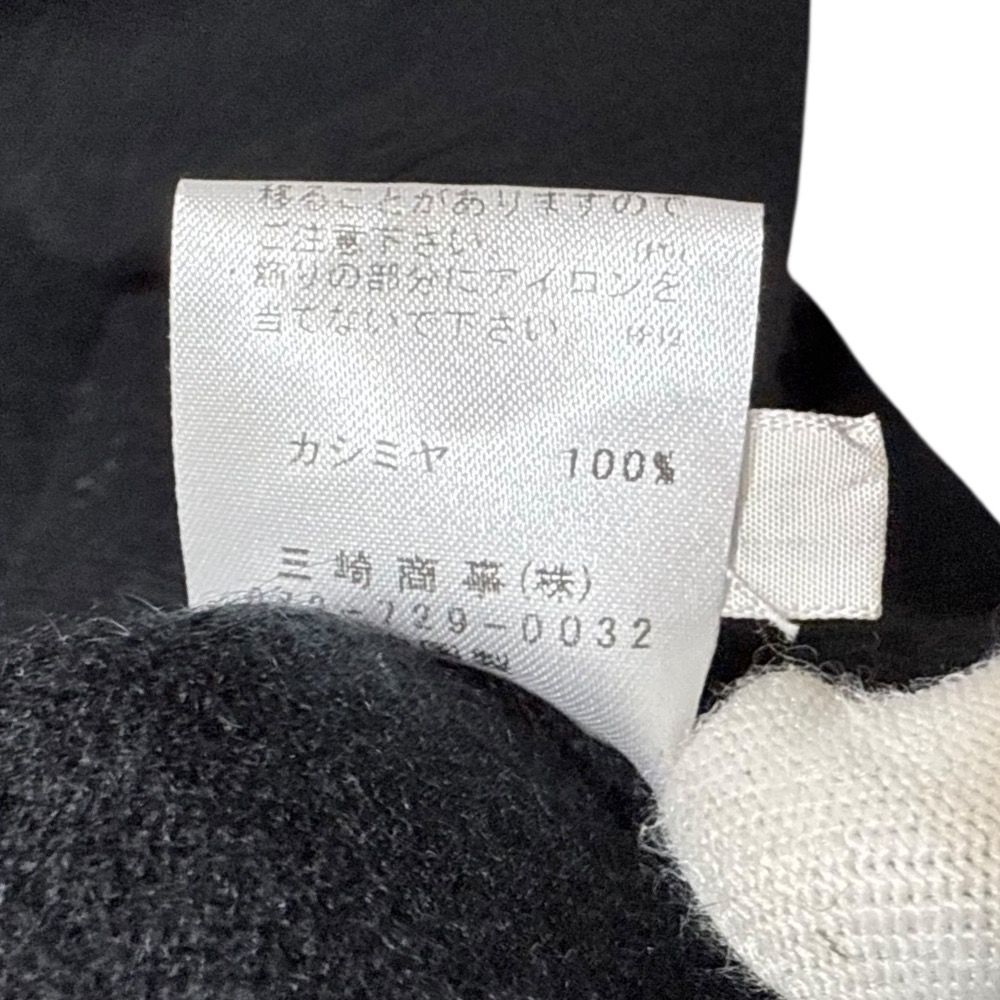 移ることがありますので
ご注意下さい
飾りの部分にアイロンを
当てないで下さい
カシミヤ 100%
三崎商事(株)
729-0032